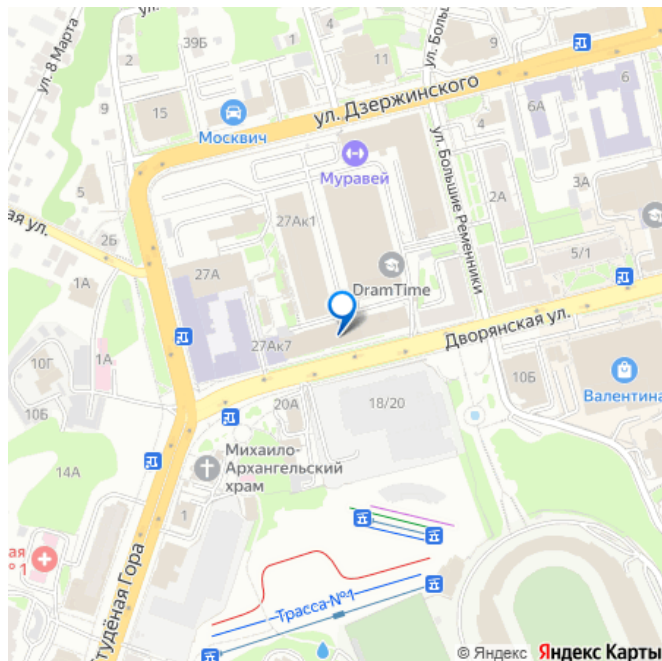 ул. 8 Марта
39Б
2
9
15
Москвич
1
4
11
ул. Дзержинского
ул. Большие Ременники
9
6А
6
4
2А
3А
5
ая ул.
2Б
1А
Муравей
27Ак1
27А
DramTime
5/1
27Ак7
Дворянская ул.
10Г
1А
10Б
14А
20А
18/20
10Б
Валентина
Михаило-
Архангельский
храм
1
ая
№ 1
Студёная Гора
Трасса №1
© Яндекс Яндекс Карты